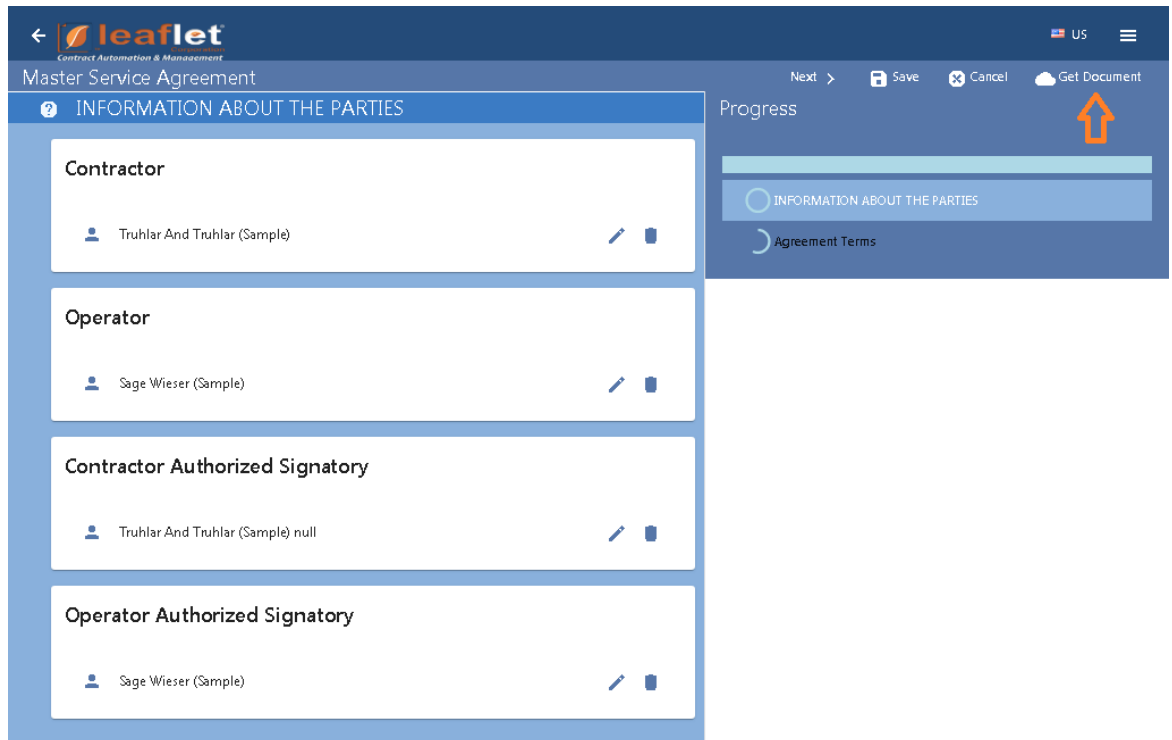 leaflet
Contract Automation & Management
US
Master Service Agreement
Next
Save
Cancel
Get Document
INFORMATION ABOUT THE PARTIES
Contractor
Truhlar And Truhlar (Sample)
Operator
Sage Wieser (Sample)
Contractor Authorized Signatory
Truhlar And Truhlar (Sample) null
Operator Authorized Signatory
Sage Wieser (Sample)
Progress
INFORMATION ABOUT THE PARTIES
Agreement Terms